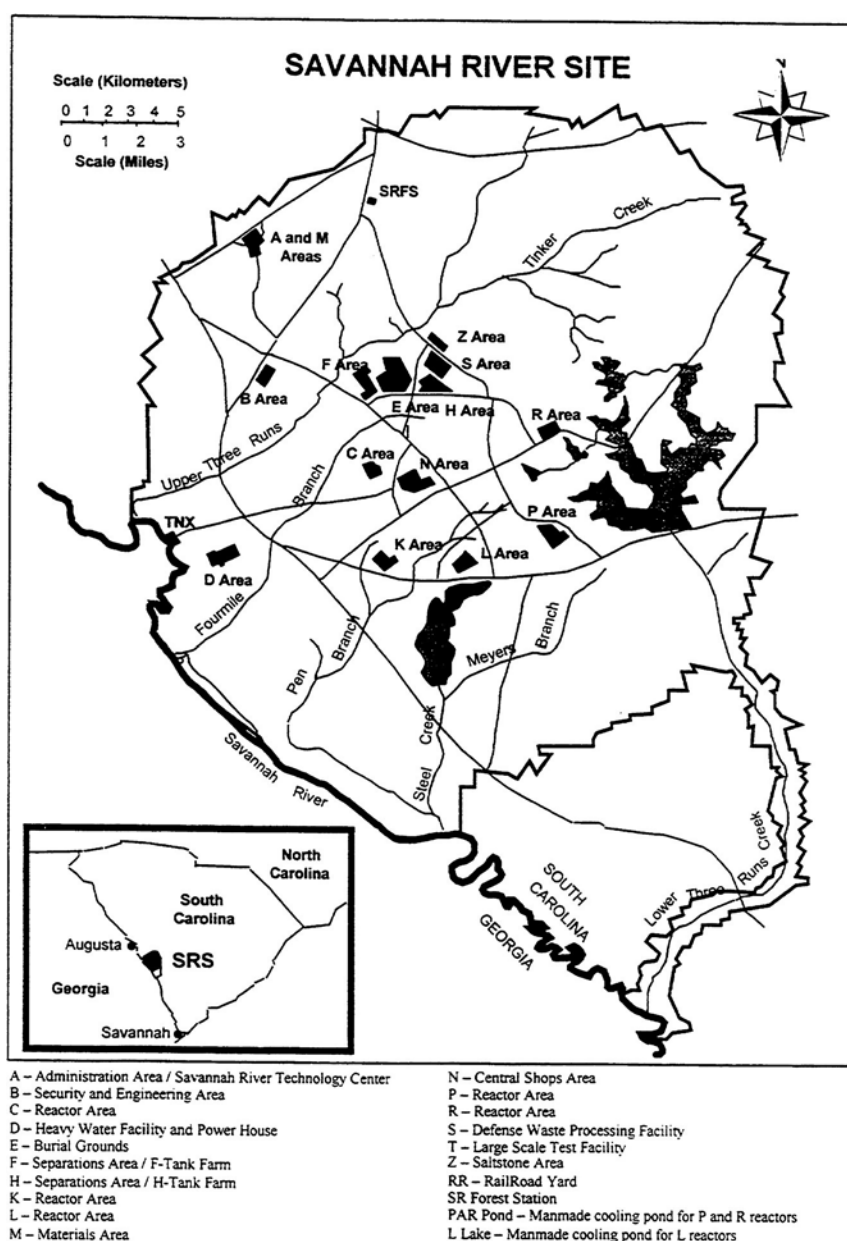 SAVANNAH RIVER SITE
Scale (Kilometers)
0 1 2 3 4 5
0 1 2 3
Scale (Miles)
SRFS
A and M
Areas
Tinker
Creek
Z Area
S Area
F Area
B Area
E Area
H Area
R Area
Upper Three Runs
C Area
N Area
Branch
P Area
TNX
K Area
L Area
D Area
Fourmile
Branch
Meyers
Branch
Pen
Creek
Steel
Savannah
River
SOUTH
CAROLINA
GEORGIA
Lower Three Runs Creek
North
Carolina
South
Carolina
Augusta
SRS
Georgia
Savannah
A – Administration Area / Savannah River Technology Center
B – Security and Engineering Area
C – Reactor Area
D – Heavy Water Facility and Power House
E – Burial Grounds
F – Separations Area / F-Tank Farm
H – Separations Area / H-Tank Farm
K – Reactor Area
L – Reactor Area
M – Materials Area
N – Central Shops Area
P – Reactor Area
R – Reactor Area
S – Defense Waste Processing Facility
T – Large Scale Test Facility
Z – Saltstone Area
RR – RailRoad Yard
SR Forest Station
PAR Pond – Manmade cooling pond for P and R reactors
L Lake – Manmade cooling pond for L reactors